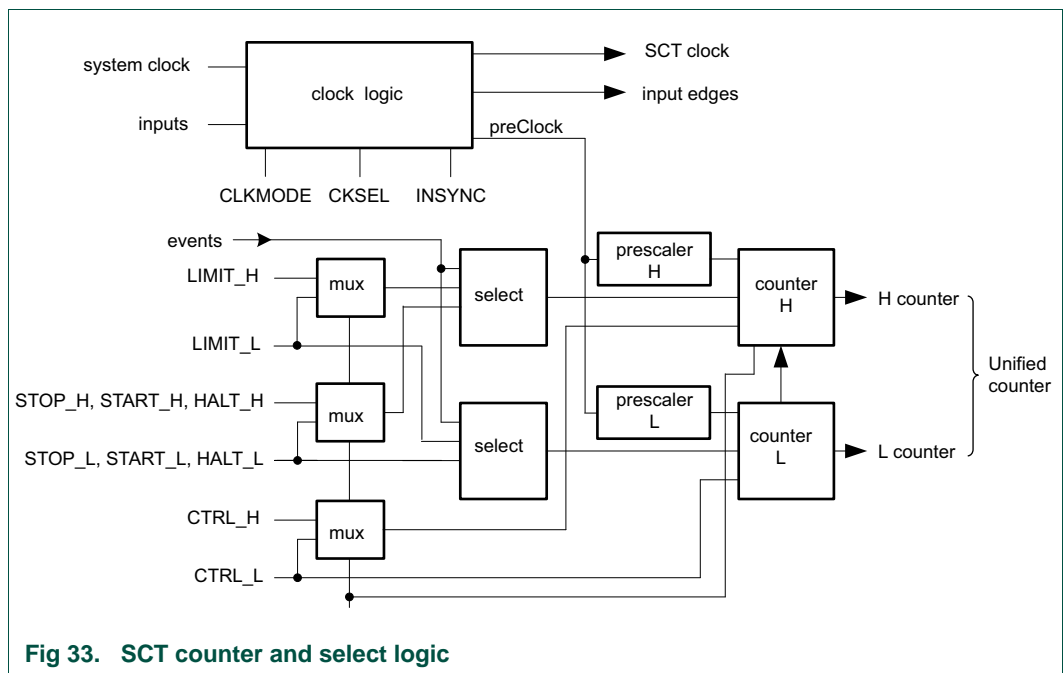 system clock
inputs
clock logic
SCT clock
input edges
preClock
CLKMODE
CKSEL
INSYNC
events
LIMIT_H
LIMIT_L
mux
select
prescaler
H
counter
H
H counter
STOP_H, START_H, HALT_H
STOP_L, START_L, HALT_L
mux
select
prescaler
L
counter
L
L counter
Unified
counter
CTRL_H
CTRL_L
mux
Fig 33. SCT counter and select logic